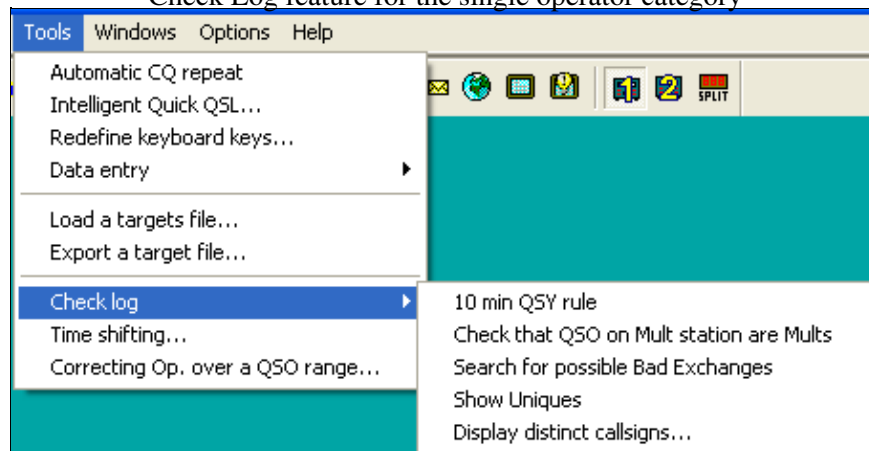 Check Log feature for the single operator category
Tools Windows Options Help
SPLIT
Automatic CQ repeat
Intelligent Quick QSL...
Redefine keyboard keys...
Data entry
Load a targets file...
Export a target file...
Check log
Time shifting...
Correcting Op. over a QSO range...
10 min QSY rule
Check that QSO on Mult station are Mults
Search for possible Bad Exchanges
Show Uniques
Display distinct callsigns...